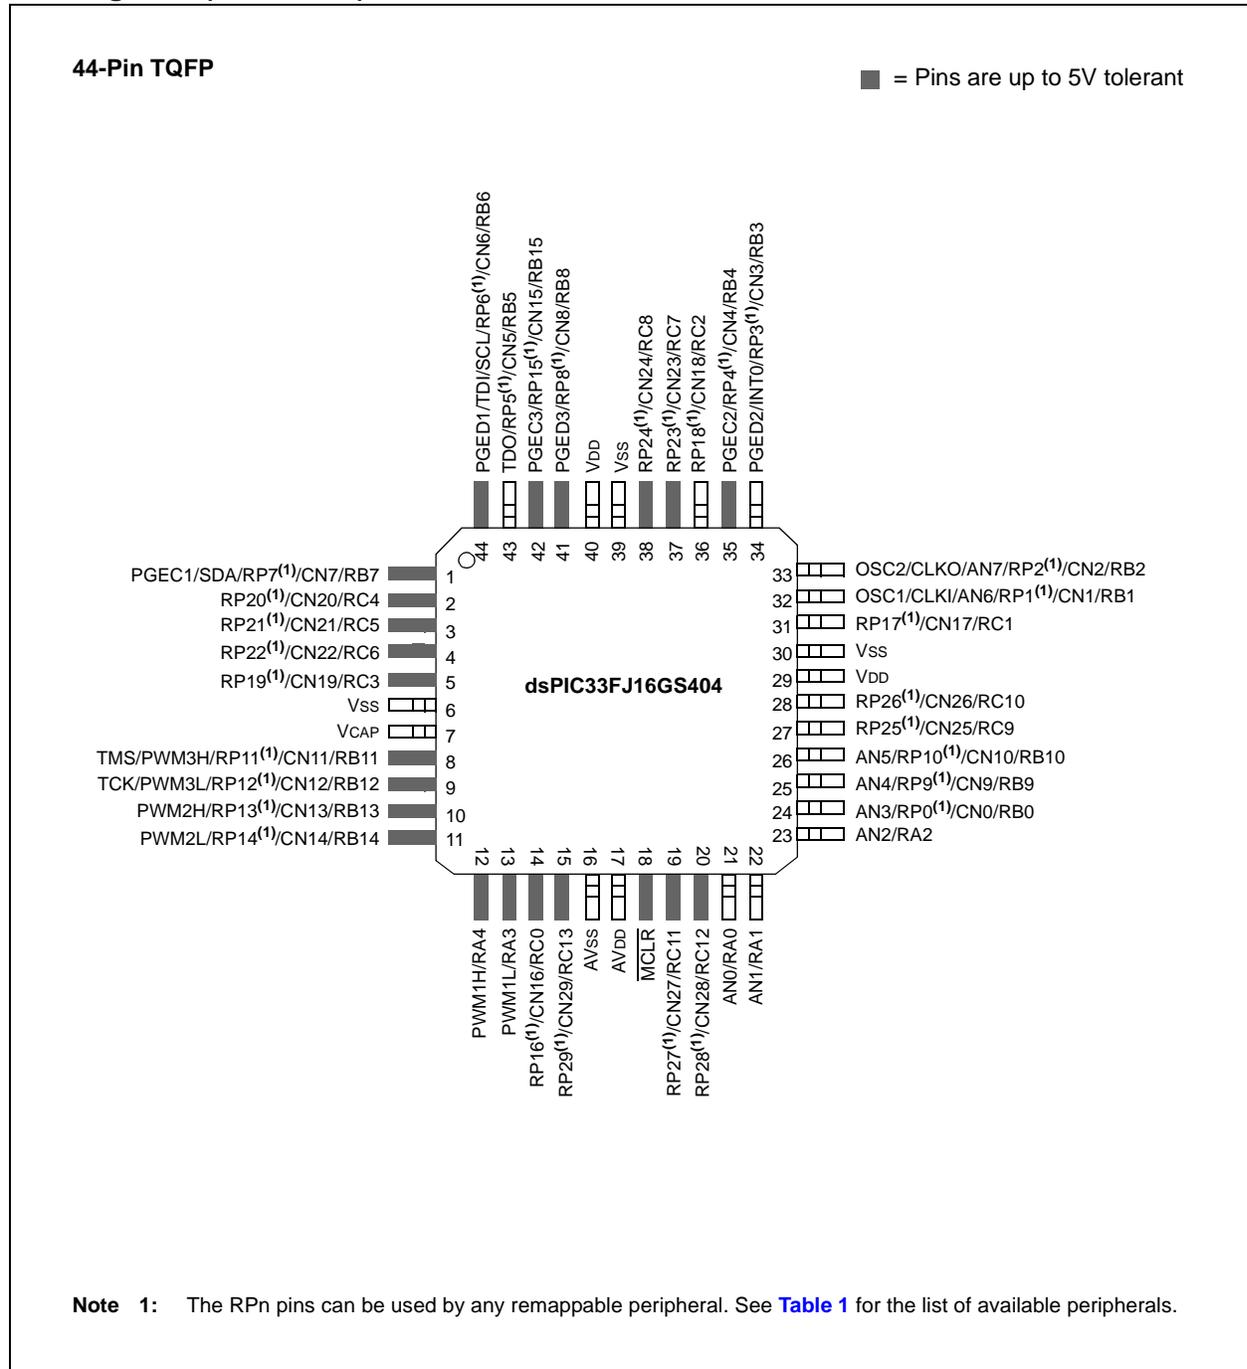 44-Pin TQFP
= Pins are up to 5V tolerant
PGED1/TDI/SCL/RP6(1)/CN6/RB6
TDO/RP5(1)/CN5/RB5
PGEC3/RP15(1)/CN15/RB15
PGED3/RP8(1)/CN8/RB8
VDD
VSS
RP24(1)/CN24/RC8
RP23(1)/CN23/RC7
RP18(1)/CN18/RC2
PGEC2/RP4(1)/CN4/RB4
PGED2/INT0/RP3(1)/CN3/RB3
44
43
42
41
40
39
38
37
36
35
34
PGEC1/SDA/RP7(1)/CN7/RB7 1
RP20(1)/CN20/RC4 2
RP21(1)/CN21/RC5 3
RP22(1)/CN22/RC6 4
RP19(1)/CN19/RC3 5
VSS 6
VCAP 7
TMS/PWM3H/RP11(1)/CN11/RB11 8
TCK/PWM3L/RP12(1)/CN12/RB12 9
PWM2H/RP13(1)/CN13/RB13 10
PWM2L/RP14(1)/CN14/RB14 11
dsPIC33FJ16GS404
33 OSC2/CLKO/AN7/RP2(1)/CN2/RB2
32 OSC1/CLKI/AN6/RP1(1)/CN1/RB1
31 RP17(1)/CN17/RC1
30 VSS
29 VDD
28 RP26(1)/CN26/RC10
27 RP25(1)/CN25/RC9
26 AN5/RP10(1)/CN10/RB10
25 AN4/RP9(1)/CN9/RB9
24 AN3/RP0(1)/CN0/RB0
23 AN2/RA2
12
13
14
15
16
17
18
19
20
21
22
PWM1H/RA4
PWM1L/RA3
RP16(1)/CN16/RC0
RP29(1)/CN29/RC13
AVSS
AVDD
MCLR
RP27(1)/CN27/RC11
RP28(1)/CN28/RC12
AN0/RA0
AN1/RA1
Note 1: The RPn pins can be used by any remappable peripheral. See Table 1 for the list of available peripherals.